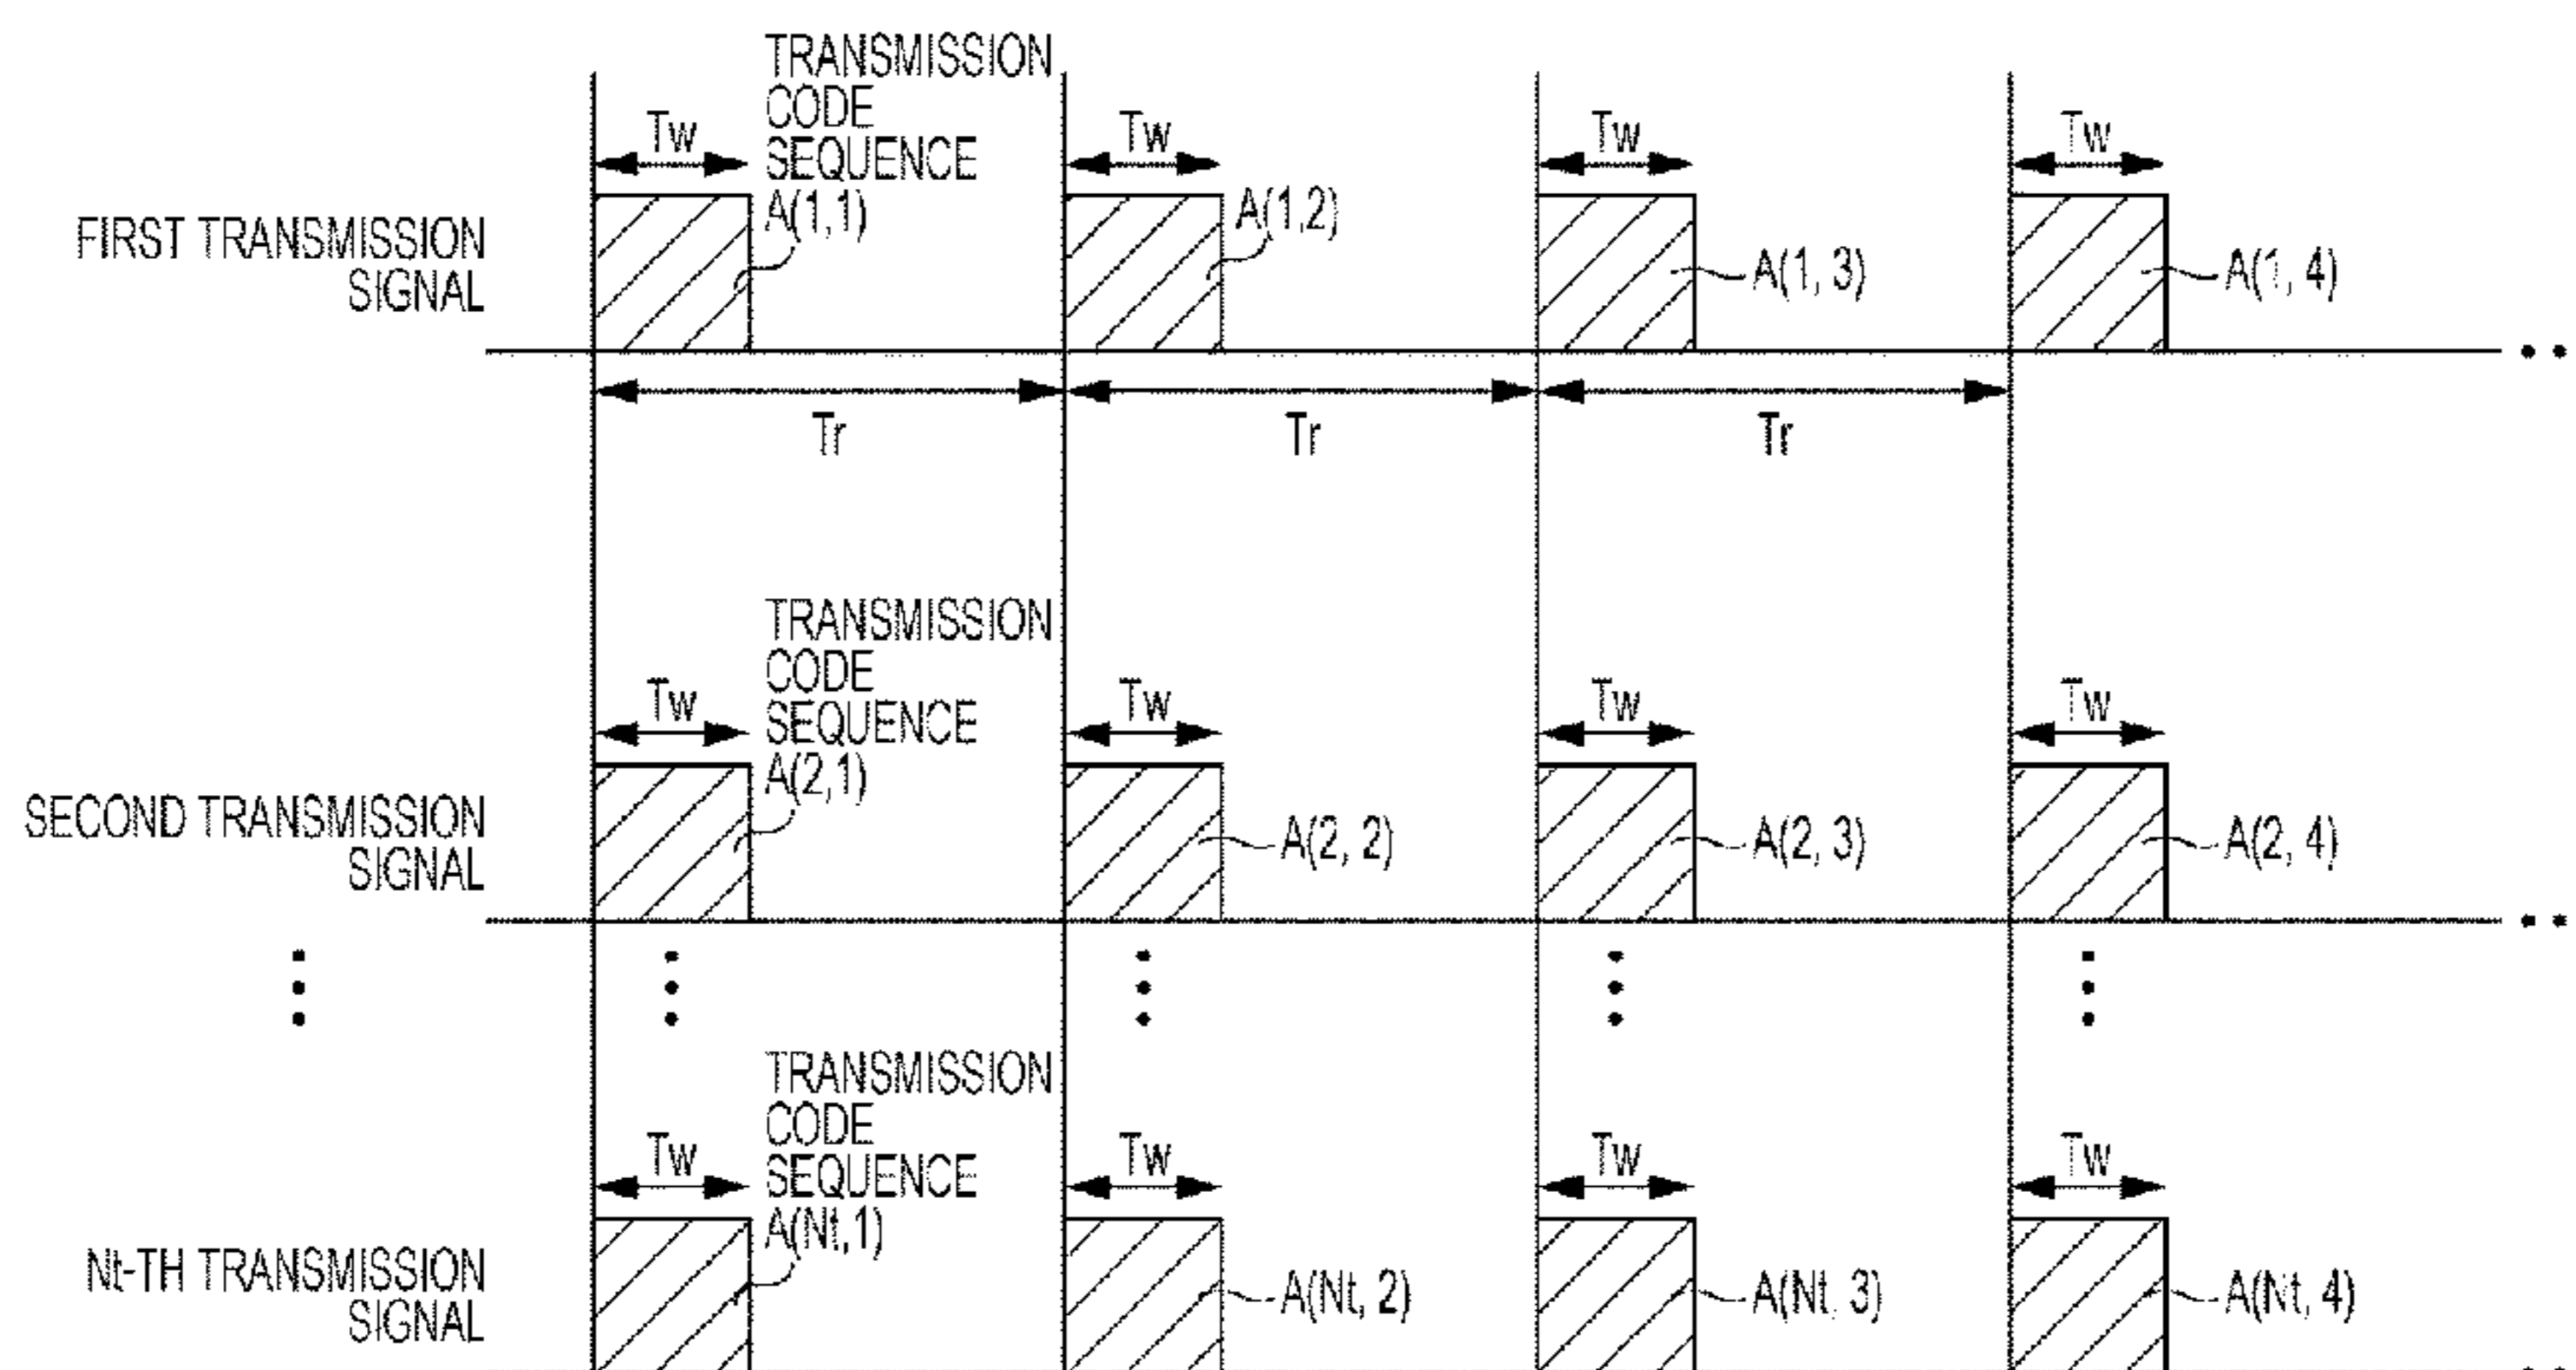 TRANSMISSION
CODE
SEQUENCE
A(1,1)
Tw
Tw
Tw
Tw
A(1,2)
FIRST TRANSMISSION
SIGNAL
A(1, 3)
A(1, 4)
Tr
Tr
Tr
TRANSMISSION
CODE
SEQUENCE
A(2,1)
Tw
Tw
Tw
Tw
SECOND TRANSMISSION
SIGNAL
A(2, 2)
A(2, 3)
A(2, 4)
TRANSMISSION
CODE
SEQUENCE
A(Nt,1)
Tw
Tw
Tw
Tw
Nt-TH TRANSMISSION
SIGNAL
A(Nt, 2)
A(Nt, 3)
A(Nt, 4)